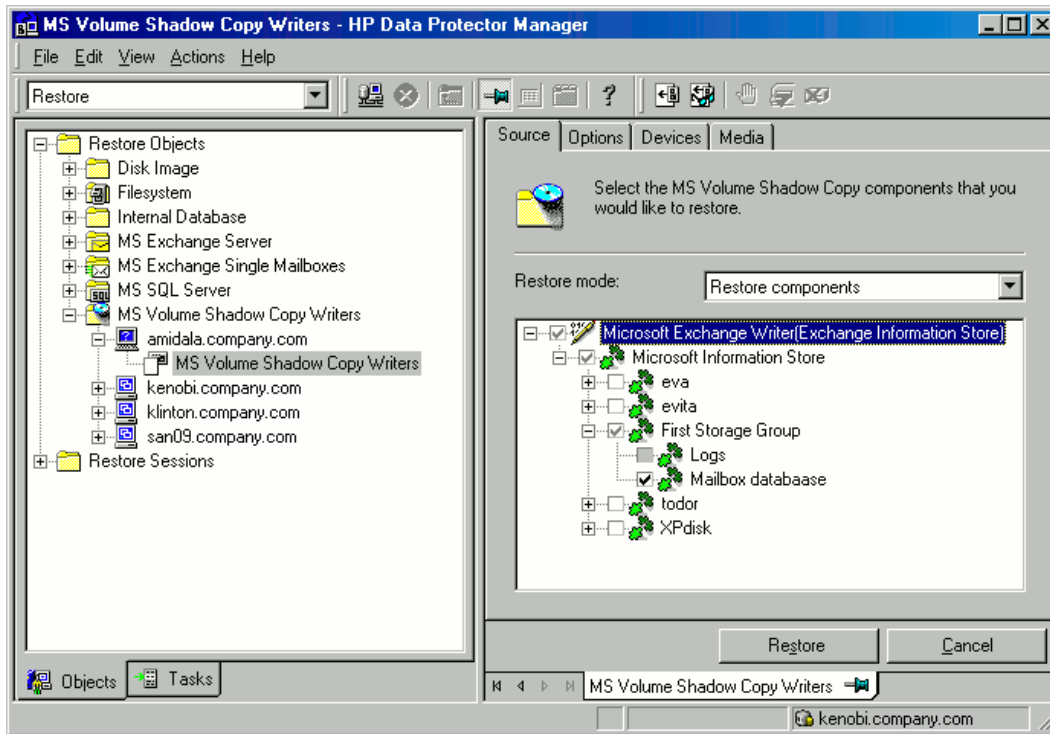 MS Volume Shadow Copy Writers - HP Data Protector Manager
File Edit View Actions Help
Restore
Restore Objects
Disk Image
Filesystem
Internal Database
MS Exchange Server
MS Exchange Single Mailboxes
MS SQL Server
MS Volume Shadow Copy Writers
amidala.company.com
MS Volume Shadow Copy Writers
kenobi.company.com
klinton.company.com
san09.company.com
Restore Sessions
Objects
Tasks
Source Options Devices Media
Select the MS Volume Shadow Copy components that you
would like to restore.
Restore mode: Restore components
Microsoft Exchange Writer(Exchange Information Store)
Microsoft Information Store
eva
evita
First Storage Group
Logs
Mailbox databaase
todor
XPdisk
Restore Cancel
MS Volume Shadow Copy Writers
kenobi.company.com